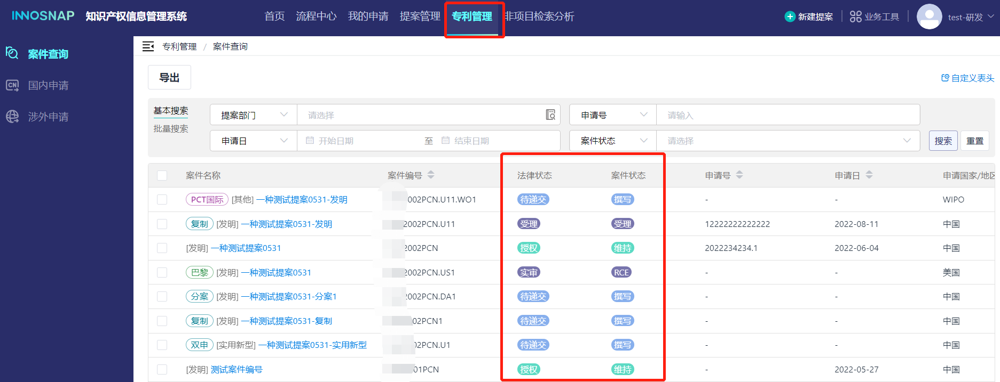 INNOSNAP 知识产权信息管理系统 首页 流程中心 我的申请 提案管理 专利管理 非项目检索分析 新建提案 业务工具 test-研发
案件查询
国内申请
涉外申请
专利管理 / 案件查询
导出 自定义表头
基本搜索 提案部门 请选择 申请号 请输入
批量搜索
申请日 开始日期 至 结束日期 案件状态 请选择 搜索 重置
案件名称 案件编号 法律状态 案件状态 申请号 申请日 申请国家/地区
PCT国际 [其他] 一种测试提案0531-发明 002PCN.U11.WO1 待递交 撰写 - - WIPO
复制 [发明] 一种测试提案0531-发明 2002PCN.U11 受理 受理 12222222222222 2022-08-11 中国
[发明] 一种测试提案0531 2002PCN 授权 维持 2022234234.1 2022-06-04 中国
巴黎 [发明] 一种测试提案0531 2002PCN.US1 实审 RCE - - 美国
分案 [发明] 一种测试提案0531-分案1 2002PCN.DA1 待递交 撰写 - - 中国
复制 [发明] 一种测试提案0531-复制 02PCN1 待递交 撰写 - - 中国
双申 [实用新型] 一种测试提案0531-实用新型 02PCN.U1 待递交 撰写 - - 中国
[发明] 测试案件编号 01PCN 授权 维持 - 2022-05-27 中国